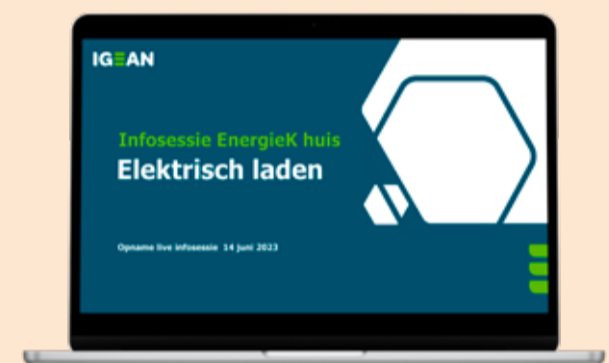 IGEAN
Infosessie EnergieK huis
Elektrisch laden
Opname live infosessie 14 juni 2023